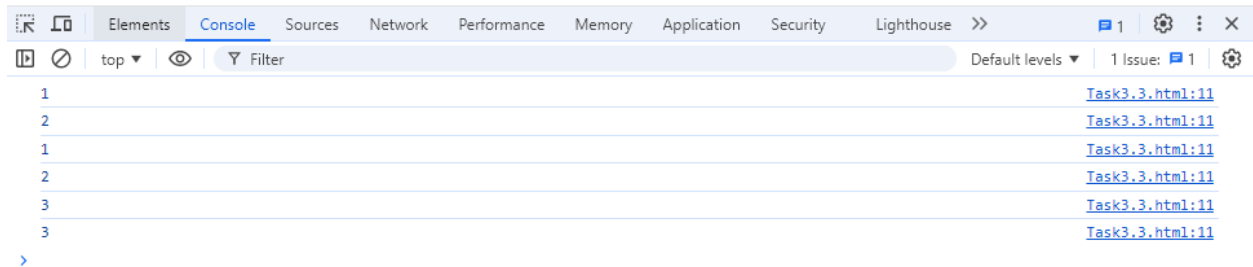 Elements Console Sources Network Performance Memory Application Security Lighthouse 1
top Filter Default levels 1 Issue: 1
1 Task3.3.html:11
2 Task3.3.html:11
1 Task3.3.html:11
2 Task3.3.html:11
3 Task3.3.html:11
3 Task3.3.html:11